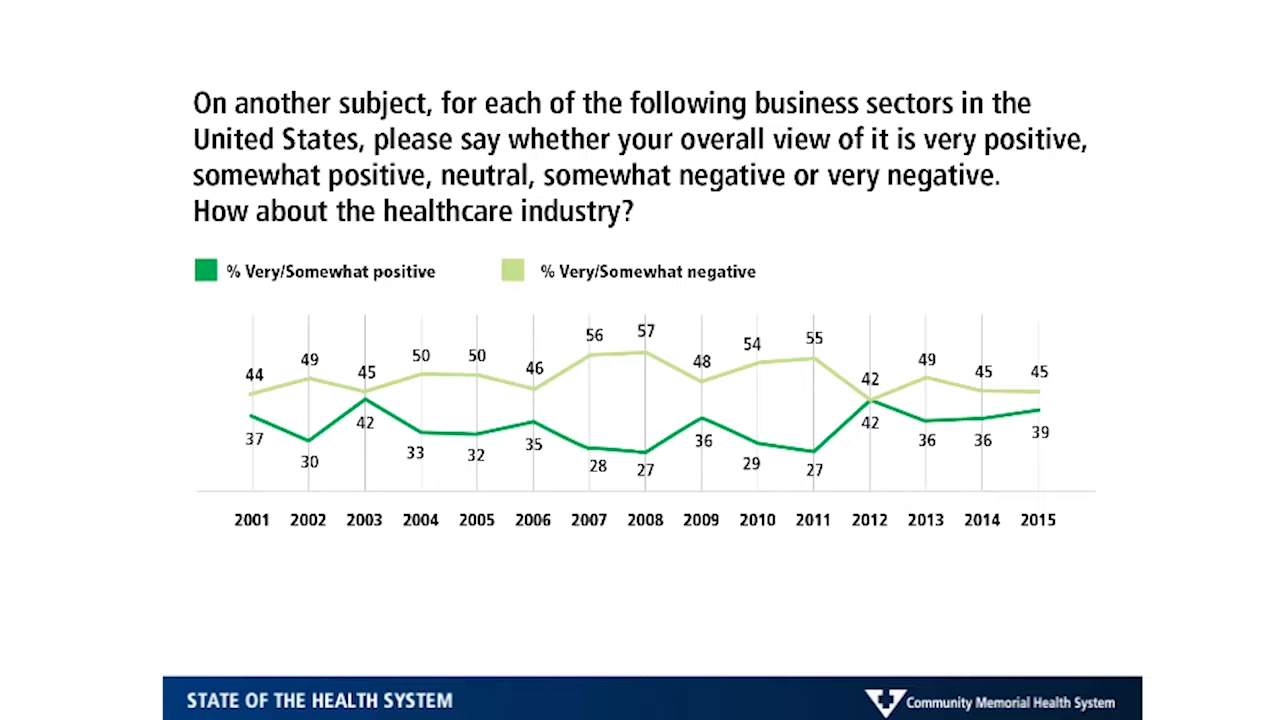 On another subject, for each of the following business sectors in the
United States, please say whether your overall view of it is very positive,
somewhat positive, neutral, somewhat negative or very negative.
How about the healthcare industry?
% Very/Somewhat positive % Very/Somewhat negative
44 49 45 50 50 46 56 57 48 54 55 42 49 45 45
37 30 42 33 32 35 28 27 36 29 27 42 36 36 39
2001 2002 2003 2004 2005 2006 2007 2008 2009 2010 2011 2012 2013 2014 2015
STATE OF THE HEALTH SYSTEM Community Memorial Health System